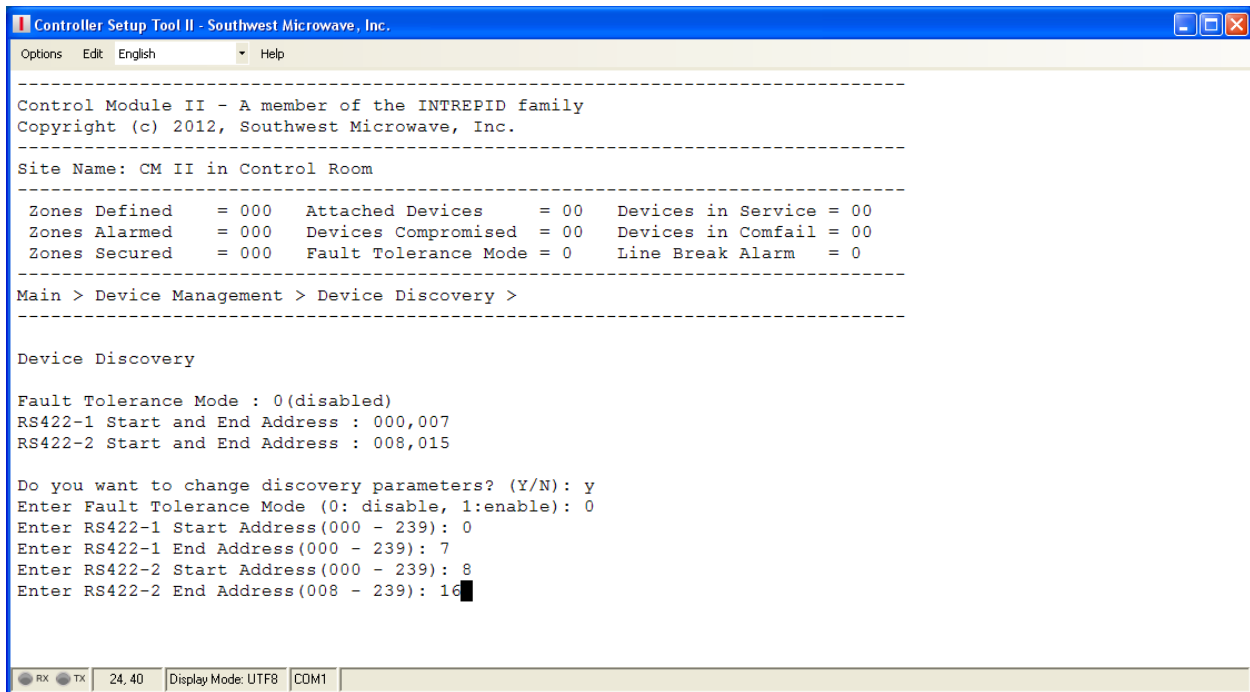 Controller Setup Tool II - Southwest Microwave, Inc.
Options Edit English Help
--------------------------------------------------------------------------------
Control Module II - A member of the INTREPID family
Copyright (c) 2012, Southwest Microwave, Inc.
--------------------------------------------------------------------------------
Site Name: CM II in Control Room
--------------------------------------------------------------------------------
Zones Defined = 000 Attached Devices = 00 Devices in Service = 00
Zones Alarmed = 000 Devices Compromised = 00 Devices in Comfail = 00
Zones Secured = 000 Fault Tolerance Mode = 0 Line Break Alarm = 0
--------------------------------------------------------------------------------
Main > Device Management > Device Discovery >
--------------------------------------------------------------------------------
Device Discovery
Fault Tolerance Mode : 0(disabled)
RS422-1 Start and End Address : 000,007
RS422-2 Start and End Address : 008,015
Do you want to change discovery parameters? (Y/N): y
Enter Fault Tolerance Mode (0: disable, 1:enable): 0
Enter RS422-1 Start Address(000 - 239): 0
Enter RS422-1 End Address(000 - 239): 7
Enter RS422-2 Start Address(000 - 239): 8
Enter RS422-2 End Address(008 - 239): 16
RX TX 24, 40 Display Mode: UTF8 COM1